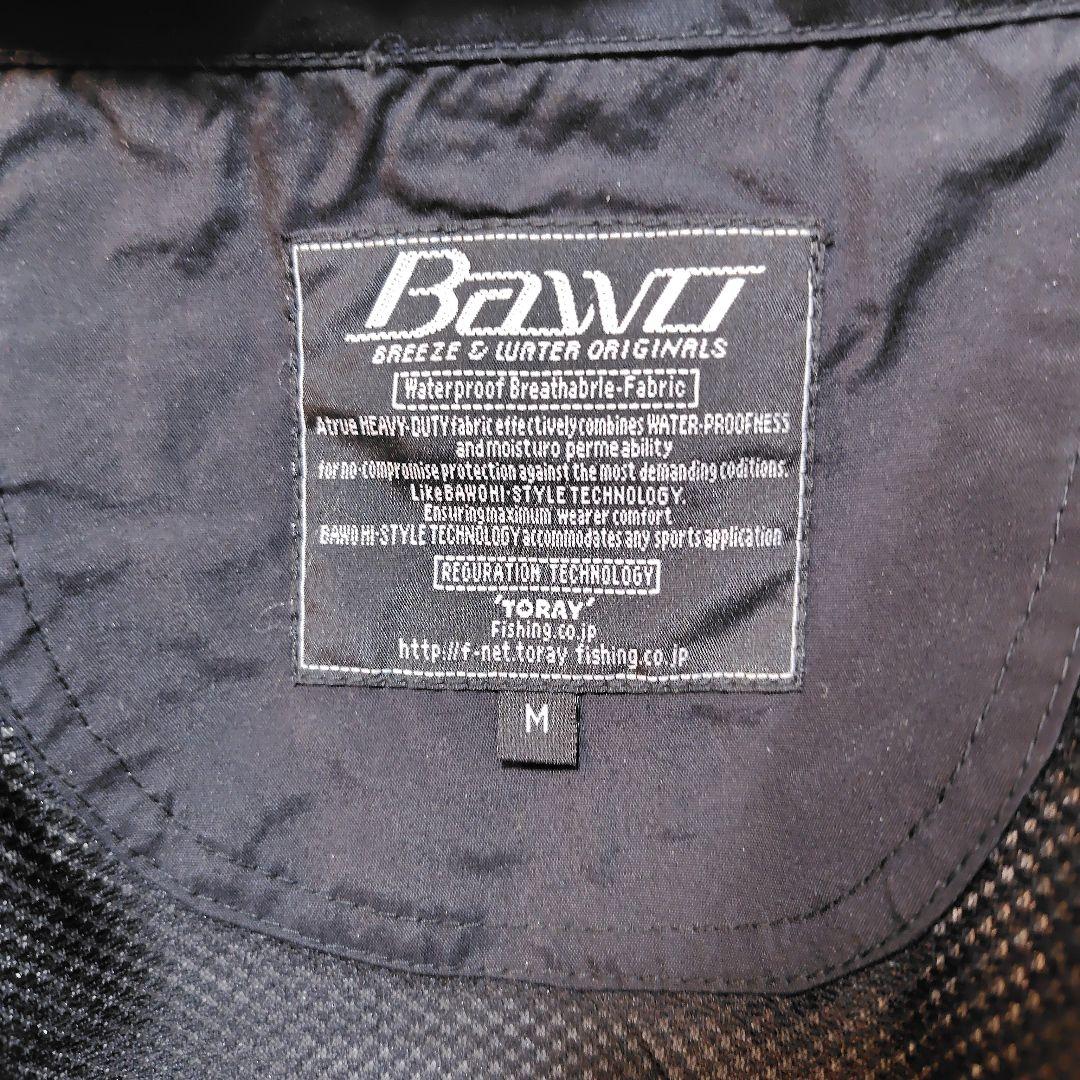 BAWO
BREEZE & WATER ORIGINALS
Waterproof Breathabrle-Fabric
Atrue HEAVY-DUTY fabric effectively combines WATER-PROOFNESS
and moisturo permeability
for no-compromise protection against the most demanding coditions.
Like BAWO HI-STYLE TECHNOLOGY.
Ensuring maximum wearer comfort
BAWO HI-STYLE TECHNOLOGY accommodates any sports application
REGURATION TECHNOLOGY
'TORAY'
Fishing.co.jp
http://f-net.toray fishing.co.jp
M